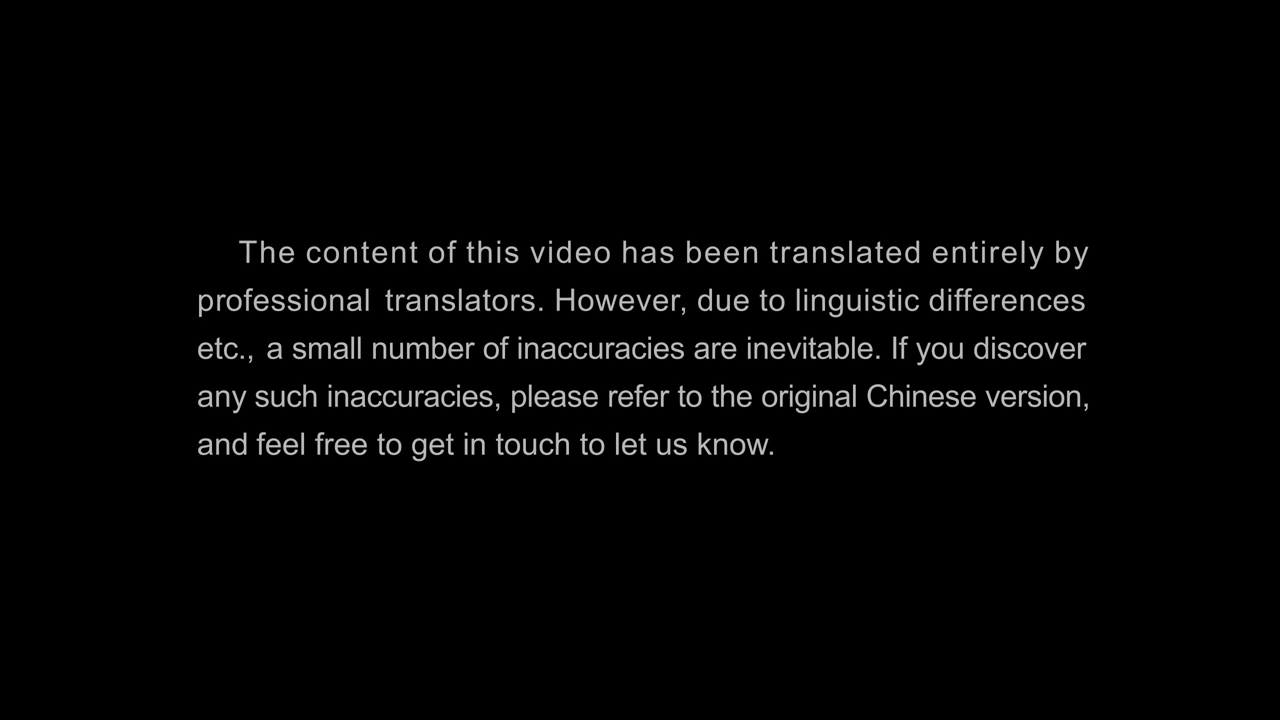 The content of this video has been translated entirely by
professional translators. However, due to linguistic differences
etc., a small number of inaccuracies are inevitable. If you discover
any such inaccuracies, please refer to the original Chinese version,
and feel free to get in touch to let us know.